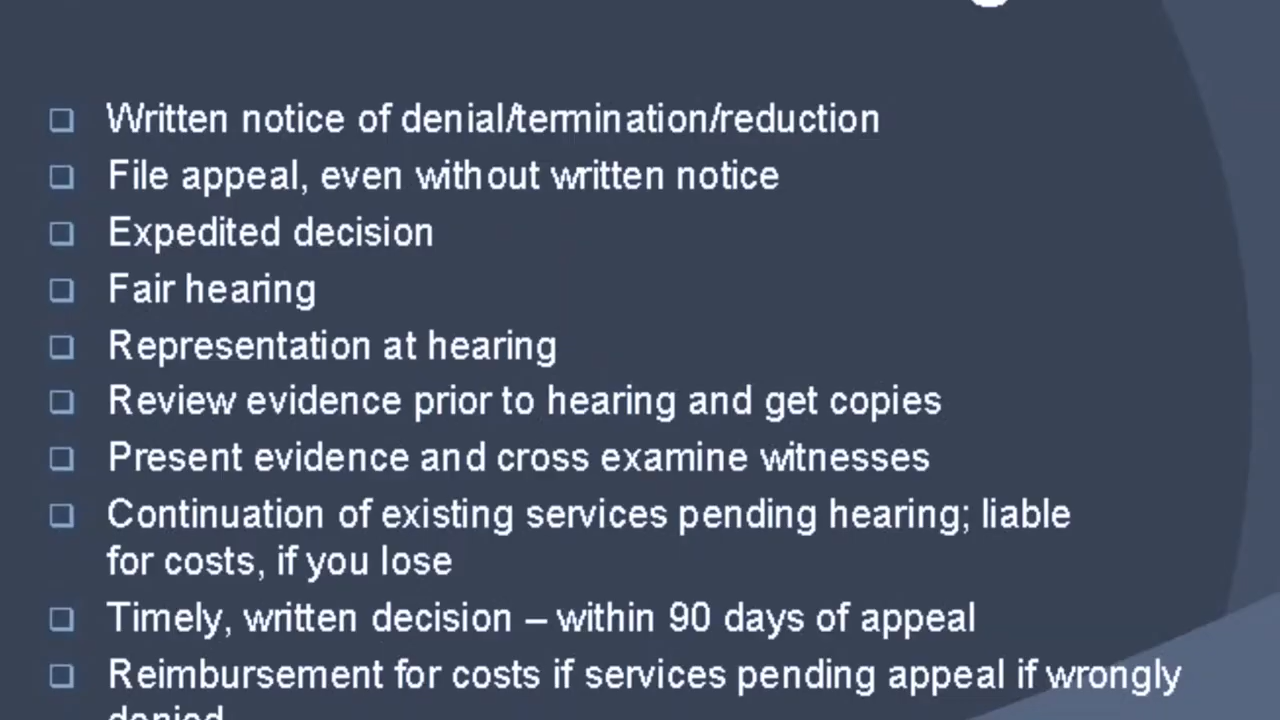 Written notice of denial/termination/reduction
File appeal, even without written notice
Expedited decision
Fair hearing
Representation at hearing
Review evidence prior to hearing and get copies
Present evidence and cross examine witnesses
Continuation of existing services pending hearing; liable
for costs, if you lose
Timely, written decision – within 90 days of appeal
Reimbursement for costs if services pending appeal if wrongly
denied